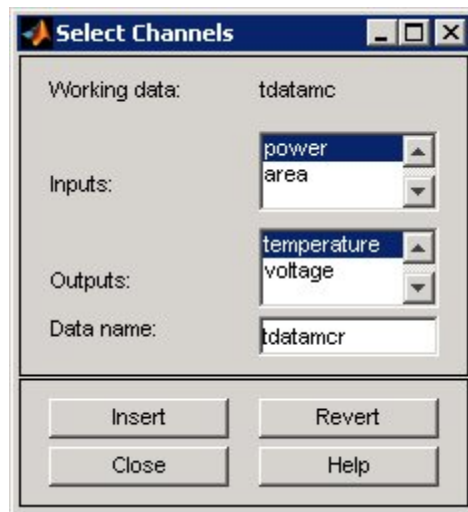 Select Channels
Working data: tdatamc
Inputs:
power
area
Outputs:
temperature
voltage
Data name: tdatamcr
Insert Revert
Close Help